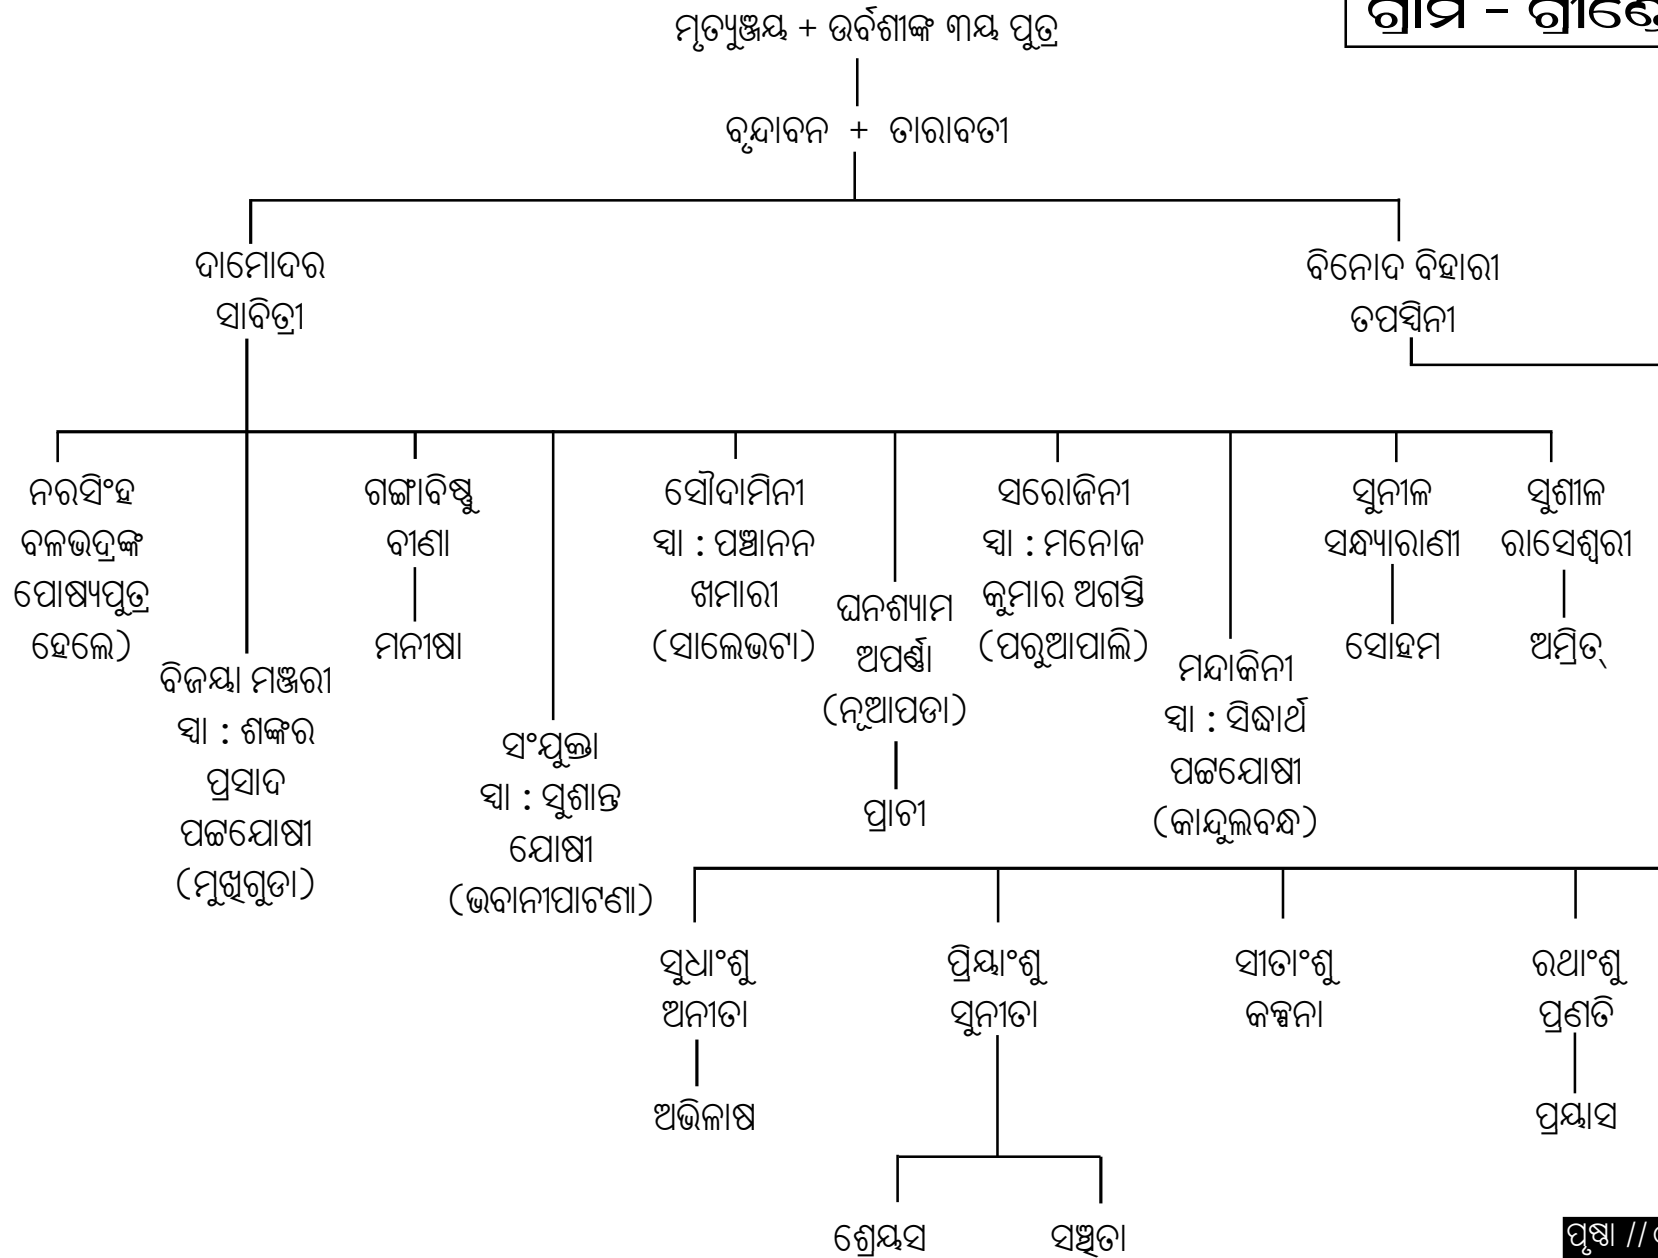 ଗ୍ରାମ –
ମୃତ୍ୟୁଞ୍ଜୟ + ଉର୍ବଶୀଙ୍କ ୩ୟ ପୁତ୍ର
ବୃନ୍ଦାବନ + ତାରାବତୀ
ଦାମୋଦର
ସାବିତ୍ରୀ
ବିନୋଦ ବିହାରୀ
ତପସ୍ୱିନୀ
ନରସିଂହ
ବଳଭଦ୍ରଙ୍କ
ପୋଷ୍ୟପୁତ୍ର
ହେଲେ)
ବିଜୟା ମଞ୍ଜରୀ
ସ୍ୱା : ଶଙ୍କର
ପ୍ରସାଦ
ପଟ୍ଟଯୋଷୀ
(ମୁଖିଗୁଡା)
ଗଙ୍ଗାବିଷ୍ଣୁ
ବୀଣା
ମନୀଷା
ସଂଯୁକ୍ତା
ସ୍ୱା : ସୁଶାନ୍ତ
ଯୋଷୀ
(ଭବାନୀପାଟଣା)
ସୌଦାମିନୀ
ସ୍ୱା : ପଞ୍ଚାନନ
ଖମାରୀ
(ସାଲେଭଟା)
ଘନଶ୍ୟାମ
ଅପର୍ଣ୍ଣା
(ନୂଆପଡା)
ପ୍ରାଚୀ
ସରୋଜିନୀ
ସ୍ୱା : ମନୋଜ
କୁମାର ଅଗସ୍ତି
(ପରୁଆପାଲି)
ମନ୍ଦାକିନୀ
ସ୍ୱା : ସିଦ୍ଧାର୍ଥ
ପଟ୍ଟଯୋଷୀ
(କାନ୍ଦୁଲବନ୍ଧ)
ସୁନୀଳ
ସନ୍ଧ୍ୟାରାଣୀ
ସୋହମ
ସୁଶୀଳ
ରାସେଶ୍ୱରୀ
ଅମ୍ରିତ୍
ସୁଧାଂଶୁ
ଅନୀତା
ଅଭିଳାଷ
ପ୍ରିୟାଂଶୁ
ସୁନୀତା
ଶ୍ରେୟସ
ସଞ୍ଚିତା
ସୀତାଂଶୁ
କଳ୍ପନା
ରଥାଂଶୁ
ପ୍ରଣତି
ପ୍ରୟାସ
ପୃଷ୍ଠା //